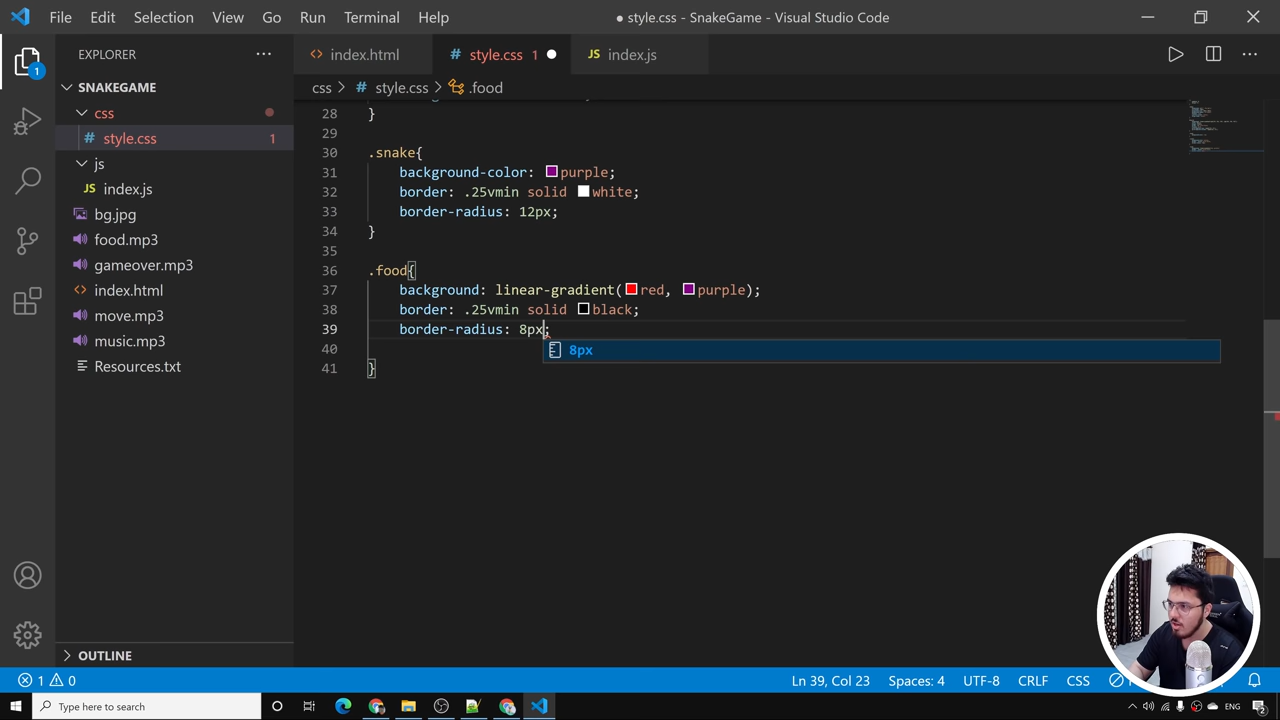 File Edit Selection View Go Run Terminal Help
● style.css - SnakeGame - Visual Studio Code
EXPLORER
index.html
# style.css 1
JS index.js
SNAKEGAME
css > # style.css > .food
css
# style.css 1
js
JS index.js
bg.jpg
food.mp3
gameover.mp3
index.html
move.mp3
music.mp3
Resources.txt
28 }
29
30 .snake{
31 background-color: purple;
32 border: .25vmin solid white;
33 border-radius: 12px;
34 }
35
36 .food{
37 background: linear-gradient(red, purple);
38 border: .25vmin solid black;
39 border-radius: 8px;
8px
40
41 }
1
OUTLINE
1 0
Ln 39, Col 23 Spaces: 4 UTF-8 CRLF CSS
Type here to search
ENG
2